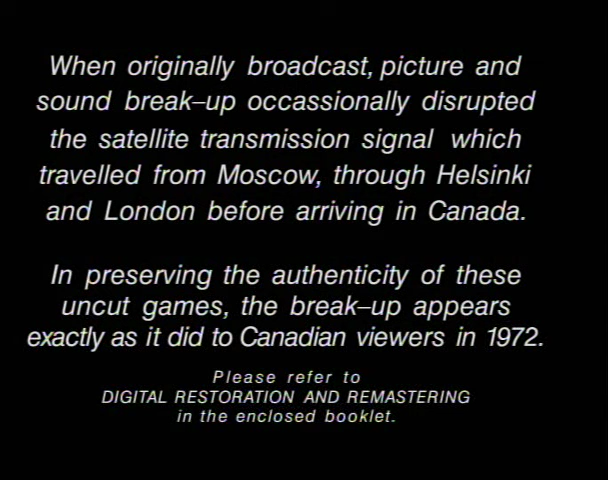 When originally broadcast, picture and
sound break–up occassionally disrupted
the satellite transmission signal which
travelled from Moscow, through Helsinki
and London before arriving in Canada.
In preserving the authenticity of these
uncut games, the break–up appears
exactly as it did to Canadian viewers in 1972.
Please refer to
DIGITAL RESTORATION AND REMASTERING
in the enclosed booklet.